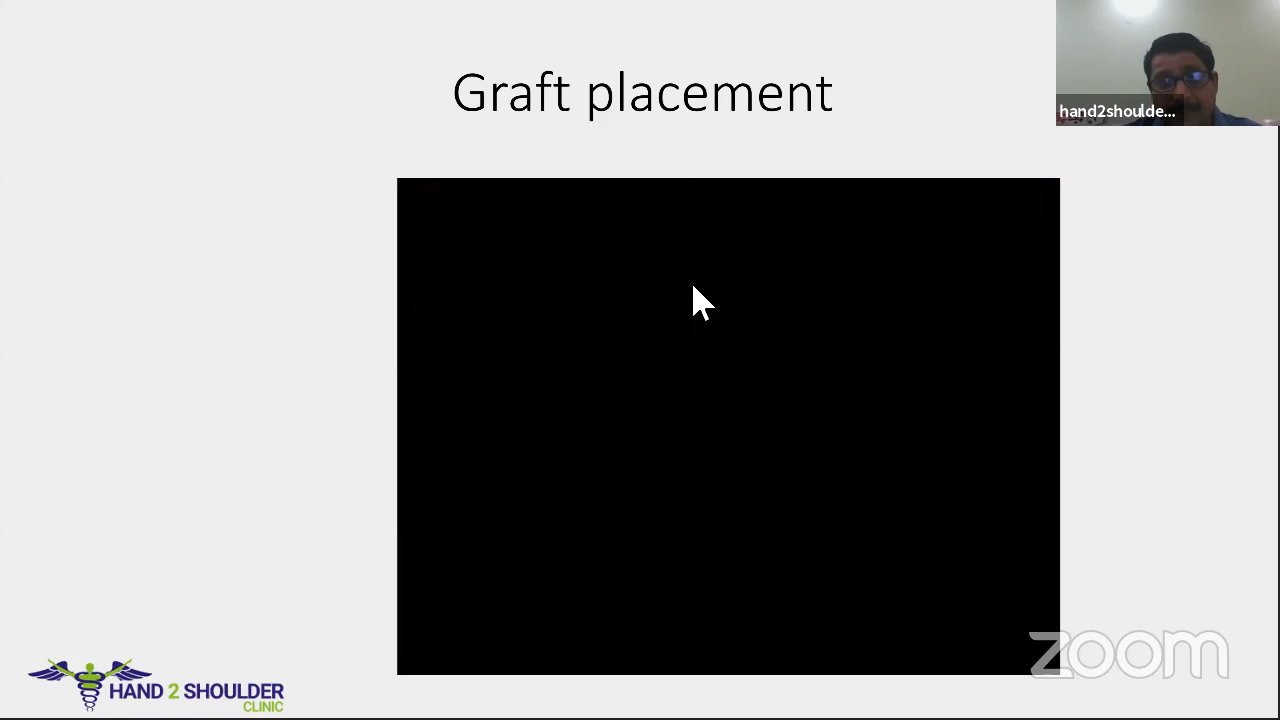 Graft placement
hand2shoulde...
zoom
HAND 2 SHOULDER
CLINIC